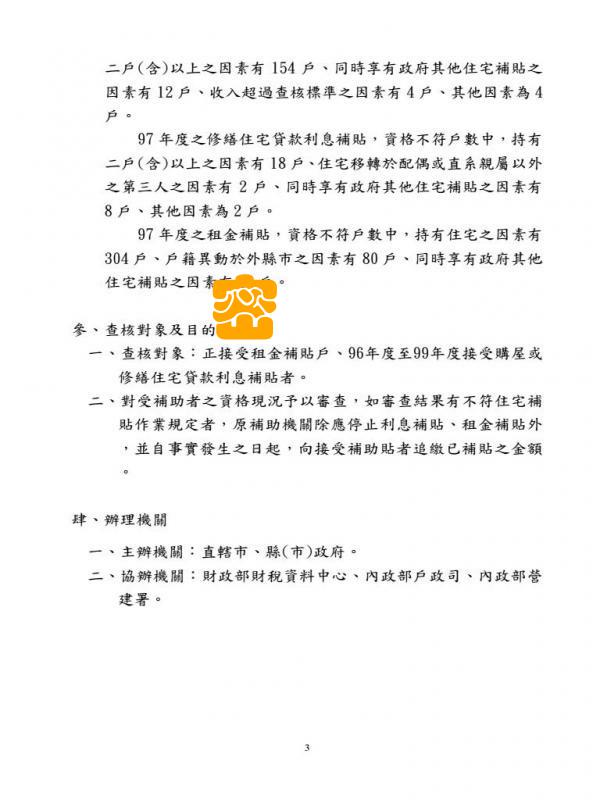 二戶(含)以上之因素有 154 戶、同時享有政府其他住宅補貼之
因素有 12 戶、收入超過查核標準之因素有 4 戶、其他因素為 4
戶。
97 年度之修繕住宅貸款利息補貼，資格不符戶數中，持有
二戶(含)以上之因素有 18 戶、住宅移轉於配偶或直系親屬以外
之第三人之因素有 2 戶、同時享有政府其他住宅補貼之因素有
8 戶、其他因素為 2 戶。
97 年度之租金補貼，資格不符戶數中，持有住宅之因素有
304 戶、戶籍異動於外縣市之因素有 80 戶、同時享有政府其他
住宅補貼之因素 戶。
參、查核對象及目的
一、查核對象：正接受租金補貼戶、96年度至99年度接受購屋或
修繕住宅貸款利息補貼者。
二、對受補助者之資格現況予以審查，如審查結果有不符住宅補
貼作業規定者，原補助機關除應停止利息補貼、租金補貼外
，並自事實發生之日起，向接受補助貼者追繳已補貼之金額
。
肆、辦理機關
一、主辦機關：直轄市、縣(市)政府。
二、協辦機關：財政部財稅資料中心、內政部戶政司、內政部營
建署。
3